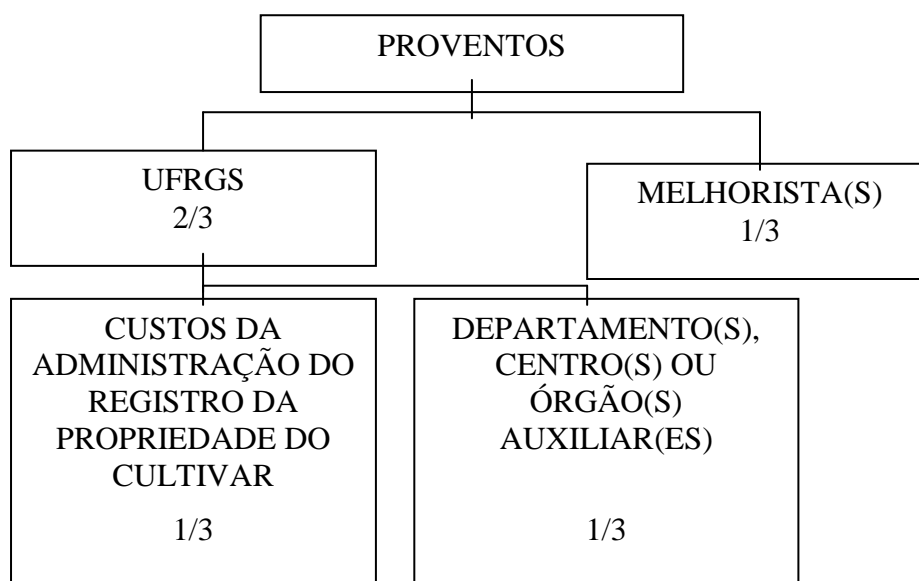 PROVENTOS
UFRGS
2/3
MELHORISTA(S)
1/3
CUSTOS DA
ADMINISTRAÇÃO DO
REGISTRO DA
PROPRIEDADE DO
CULTIVAR
1/3
DEPARTAMENTO(S),
CENTRO(S) OU
ÓRGÃO(S)
AUXILIAR(ES)
1/3